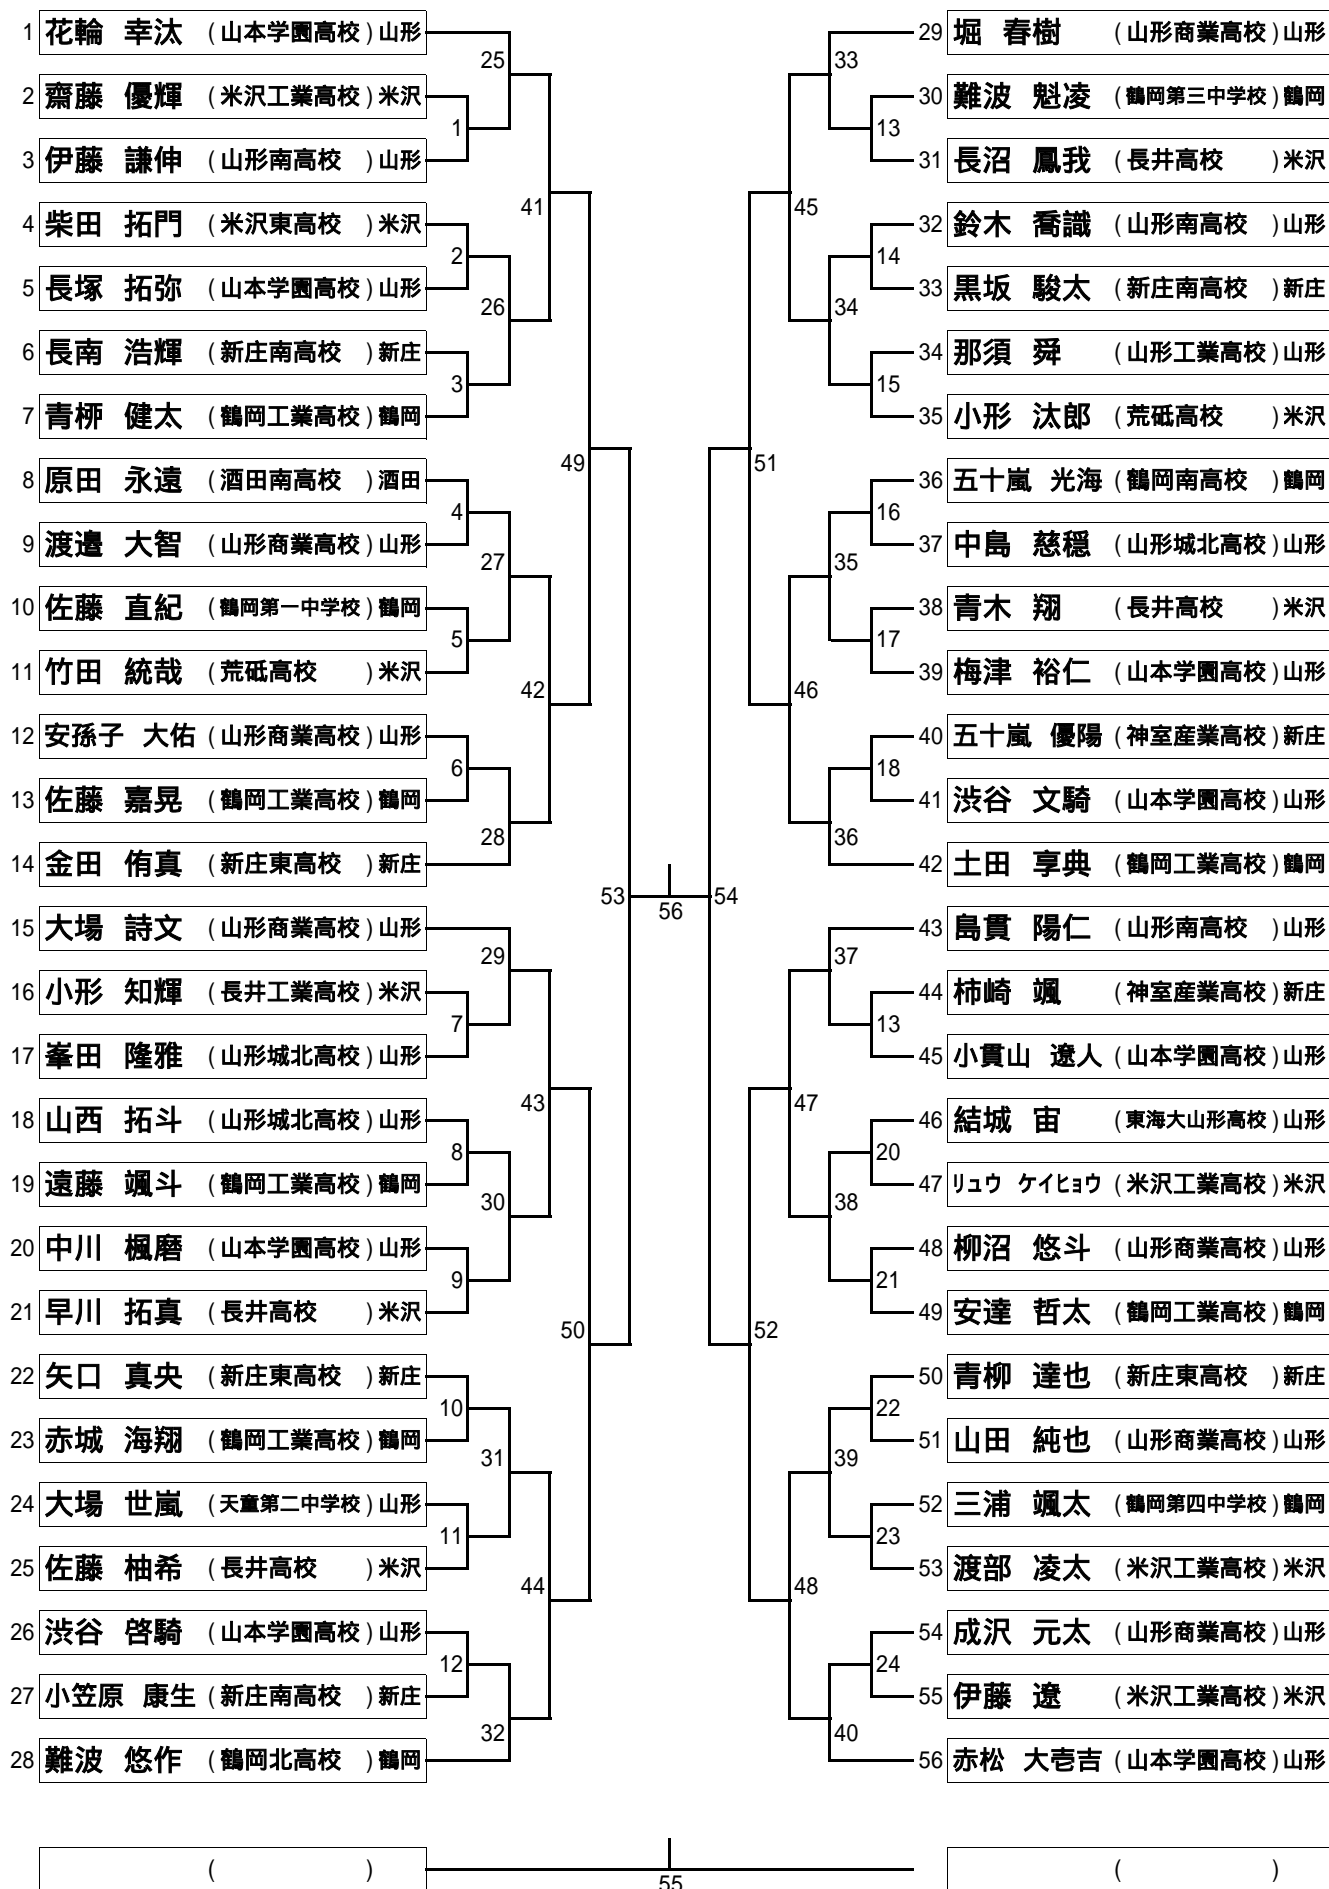 1 花輪 幸汰 (山本学園高校)山形
25
2 齋藤 優輝 (米沢工業高校)米沢
1
3 伊藤 謙伸 (山形南高校)山形
41
4 柴田 拓門 (米沢東高校)米沢
2
5 長塚 拓弥 (山本学園高校)山形
26
6 長南 浩輝 (新庄南高校)新庄
3
7 青栁 健太 (鶴岡工業高校)鶴岡
49
8 原田 永遠 (酒田南高校)酒田
4
9 渡邉 大智 (山形商業高校)山形
27
10 佐藤 直紀 (鶴岡第一中学校)鶴岡
5
11 竹田 統哉 (荒砥高校)米沢
42
12 安孫子 大佑 (山形商業高校)山形
6
13 佐藤 嘉晃 (鶴岡工業高校)鶴岡
28
14 金田 侑真 (新庄東高校)新庄
53
56
54
15 大場 詩文 (山形商業高校)山形
29
16 小形 知輝 (長井工業高校)米沢
7
17 峯田 隆雅 (山形城北高校)山形
43
18 山西 拓斗 (山形城北高校)山形
8
19 遠藤 颯斗 (鶴岡工業高校)鶴岡
30
20 中川 楓磨 (山本学園高校)山形
9
21 早川 拓真 (長井高校)米沢
50
22 矢口 真央 (新庄東高校)新庄
10
23 赤城 海翔 (鶴岡工業高校)鶴岡
31
24 大場 世嵐 (天童第二中学校)山形
11
25 佐藤 柚希 (長井高校)米沢
44
26 渋谷 啓騎 (山本学園高校)山形
12
27 小笠原 康生 (新庄南高校)新庄
32
28 難波 悠作 (鶴岡北高校)鶴岡
29 堀 春樹 (山形商業高校)山形
33
30 難波 魁凌 (鶴岡第三中学校)鶴岡
13
31 長沼 鳳我 (長井高校)米沢
45
32 鈴木 喬識 (山形南高校)山形
14
33 黒坂 駿太 (新庄南高校)新庄
34
34 那須 舜 (山形工業高校)山形
15
35 小形 汰郎 (荒砥高校)米沢
51
36 五十嵐 光海 (鶴岡南高校)鶴岡
16
37 中島 慈穏 (山形城北高校)山形
35
38 青木 翔 (長井高校)米沢
17
39 梅津 裕仁 (山本学園高校)山形
46
40 五十嵐 優陽 (神室産業高校)新庄
18
41 渋谷 文騎 (山本学園高校)山形
36
42 土田 享典 (鶴岡工業高校)鶴岡
43 島貫 陽仁 (山形南高校)山形
37
44 柿崎 颯 (神室産業高校)新庄
13
45 小貫山 遼人 (山本学園高校)山形
47
46 結城 宙 (東海大山形高校)山形
20
47 リュウ ケイヒョウ (米沢工業高校)米沢
38
48 柳沼 悠斗 (山形商業高校)山形
21
49 安達 哲太 (鶴岡工業高校)鶴岡
52
50 青柳 達也 (新庄東高校)新庄
22
51 山田 純也 (山形商業高校)山形
39
52 三浦 颯太 (鶴岡第四中学校)鶴岡
23
53 渡部 凌太 (米沢工業高校)米沢
48
54 成沢 元太 (山形商業高校)山形
24
55 伊藤 遼 (米沢工業高校)米沢
40
56 赤松 大壱吉 (山本学園高校)山形
( )
55
( )